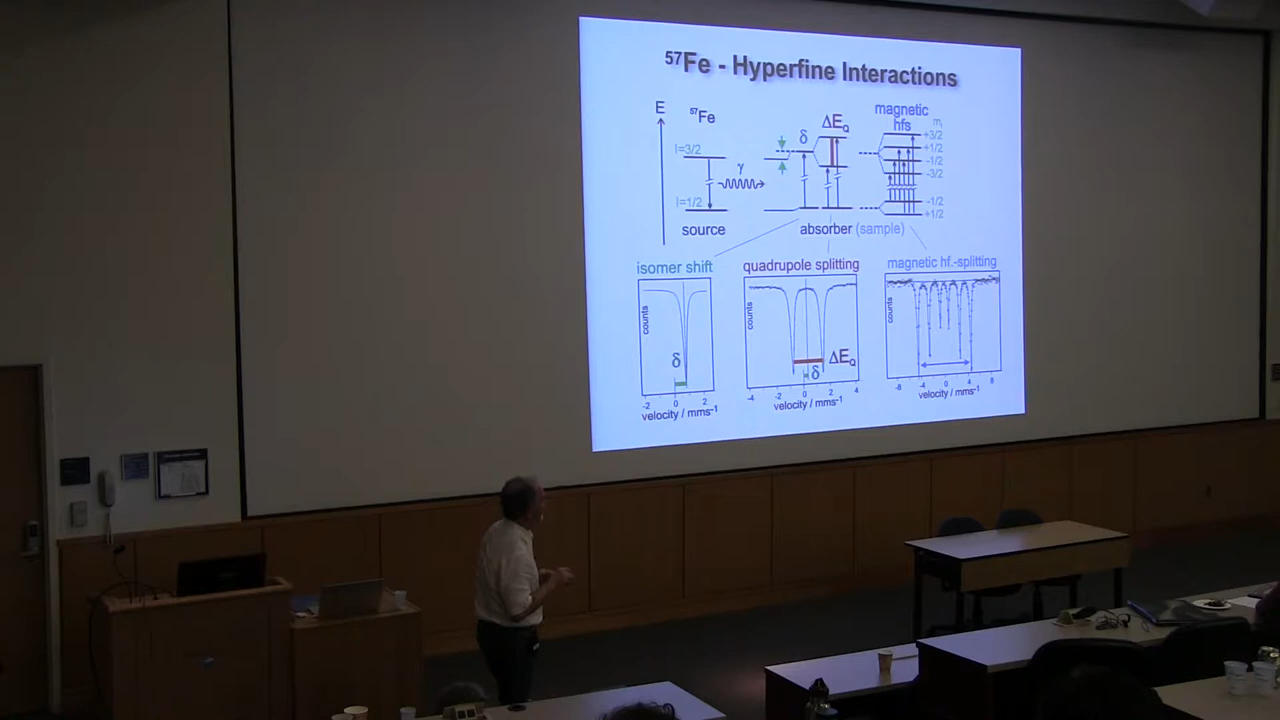 ⁵⁷Fe - Hyperfine Interactions
E
⁵⁷Fe
I=3/2
γ
I=1/2
source
δ
ΔE_Q
magnetic
hfs
m_I
+3/2
+1/2
-1/2
-3/2
-1/2
+1/2
absorber (sample)
isomer shift
counts
δ
-2 0 2
velocity / mms⁻¹
quadrupole splitting
counts
ΔE_Q
δ
-4 -2 0 2 4
velocity / mms⁻¹
magnetic hf.-splitting
counts
-8 -4 0 4 8
velocity / mms⁻¹